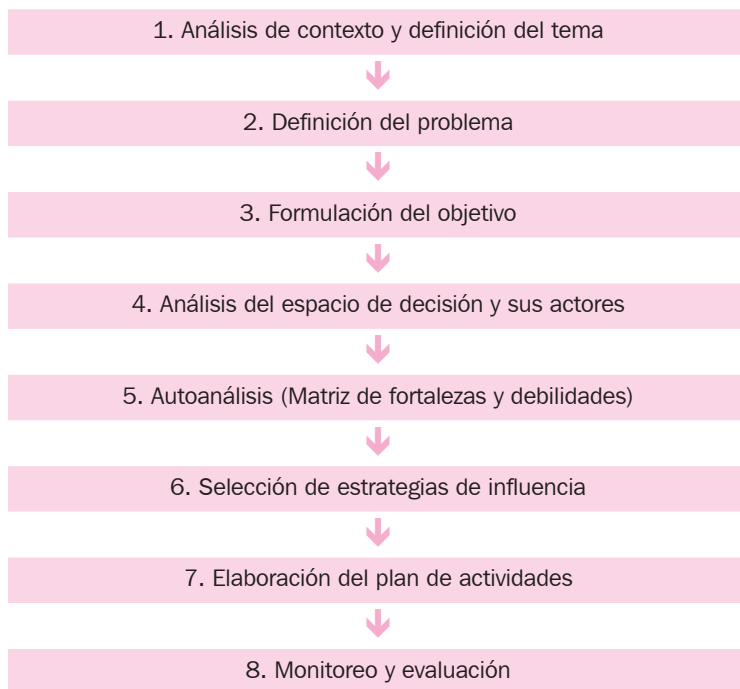 1. Análisis de contexto y definición del tema
2. Definición del problema
3. Formulación del objetivo
4. Análisis del espacio de decisión y sus actores
5. Autoanálisis (Matriz de fortalezas y debilidades)
6. Selección de estrategias de influencia
7. Elaboración del plan de actividades
8. Monitoreo y evaluación